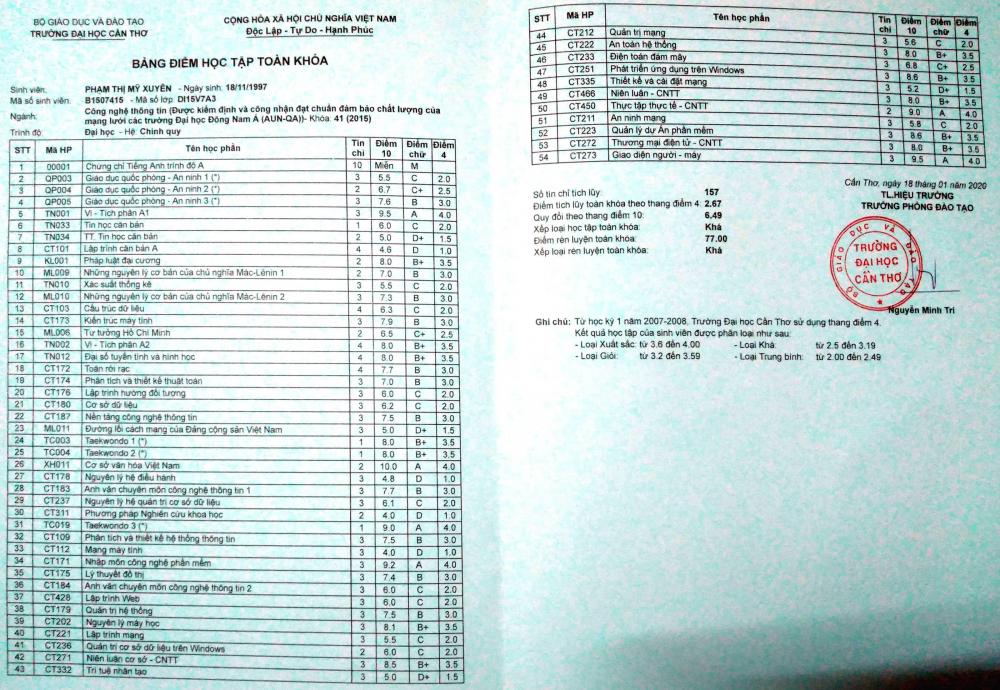 BỘ GIÁO DỤC VÀ ĐÀO TẠO
TRƯỜNG ĐẠI HỌC CẦN THƠ
CỘNG HÒA XÃ HỘI CHỦ NGHĨA VIỆT NAM
Độc Lập - Tự Do - Hạnh Phúc
BẢNG ĐIỂM HỌC TẬP TOÀN KHÓA
Sinh viên: PHẠM THỊ MỸ XUYÊN - Ngày sinh: 18/11/1997
Mã số sinh viên: B1507415 - Mã số lớp: DI15V7A3
Ngành: Công nghệ thông tin (Được kiểm định và công nhận đạt chuẩn đảm bảo chất lượng của
mạng lưới các trường Đại học Đông Nam Á (AUN-QA))- Khóa: 41 (2015)
Trình độ: Đại học - Hệ: Chính quy
STT Mã HP Tên học phần Tín chỉ Điểm 10 Điểm chữ Điểm 4
1 00001 Chứng chỉ Tiếng Anh trình độ A 10 Miễn M
2 QP003 Giáo dục quốc phòng - An ninh 1 (*) 3 5.5 C 2.0
3 QP004 Giáo dục quốc phòng - An ninh 2 (*) 2 6.7 C+ 2.5
4 QP005 Giáo dục quốc phòng - An ninh 3 (*) 3 7.6 B 3.0
5 TN001 Vi - Tích phân A1 3 9.5 A 4.0
6 TN033 Tin học căn bản 1 6.0 C 2.0
7 TN034 TT. Tin học căn bản 2 5.0 D+ 1.5
8 CT101 Lập trình căn bản A 4 4.6 D 1.0
9 KL001 Pháp luật đại cương 2 8.0 B+ 3.5
10 ML009 Những nguyên lý cơ bản của chủ nghĩa Mác-Lênin 1 2 7.0 B 3.0
11 TN010 Xác suất thống kê 3 5.5 C 2.0
12 ML010 Những nguyên lý cơ bản của chủ nghĩa Mác-Lênin 2 3 7.3 B 3.0
13 CT103 Cấu trúc dữ liệu 4 6.3 C 2.0
14 CT173 Kiến trúc máy tính 3 7.9 B 3.0
15 ML006 Tư tưởng Hồ Chí Minh 2 6.5 C+ 2.5
16 TN002 Vi - Tích phân A2 4 8.0 B+ 3.5
17 TN012 Đại số tuyến tính và hình học 4 8.0 B+ 3.5
18 CT172 Toán rời rạc 4 7.7 B 3.0
19 CT174 Phân tích và thiết kế thuật toán 3 7.0 B 3.0
20 CT176 Lập trình hướng đối tượng 3 6.0 C 2.0
21 CT180 Cơ sở dữ liệu 3 6.2 C 2.0
22 CT187 Nền tảng công nghệ thông tin 3 7.5 B 3.0
23 ML011 Đường lối cách mạng của Đảng cộng sản Việt Nam 3 5.0 D+ 1.5
24 TC003 Taekwondo 1 (*) 1 8.0 B+ 3.5
25 TC004 Taekwondo 2 (*) 1 8.0 B+ 3.5
26 XH011 Cơ sở văn hóa Việt Nam 2 10.0 A 4.0
27 CT178 Nguyên lý hệ điều hành 3 4.8 D 1.0
28 CT183 Anh văn chuyên môn công nghệ thông tin 1 3 7.7 B 3.0
29 CT237 Nguyên lý hệ quản trị cơ sở dữ liệu 3 6.1 C 2.0
30 CT311 Phương pháp Nghiên cứu khoa học 2 4.0 D 1.0
31 TC019 Taekwondo 3 (*) 1 9.0 A 4.0
32 CT109 Phân tích và thiết kế hệ thống thông tin 3 7.5 B 3.0
33 CT112 Mạng máy tính 3 4.0 D 1.0
34 CT171 Nhập môn công nghệ phần mềm 3 9.2 A 4.0
35 CT175 Lý thuyết đồ thị 3 7.4 B 3.0
36 CT184 Anh văn chuyên môn công nghệ thông tin 2 3 6.0 C 2.0
37 CT428 Lập trình Web 3 6.0 C 2.0
38 CT179 Quản trị hệ thống 3 7.5 B 3.0
39 CT202 Nguyên lý máy học 3 8.1 B+ 3.5
40 CT221 Lập trình mạng 3 5.5 C 2.0
41 CT236 Quản trị cơ sở dữ liệu trên Windows 2 6.0 C 2.0
42 CT271 Niên luận cơ sở - CNTT 3 8.5 B+ 3.5
43 CT332 Trí tuệ nhân tạo 3 5.0 D+ 1.5
STT Mã HP Tên học phần Tín chỉ Điểm 10 Điểm chữ Điểm 4
44 CT212 Quản trị mạng 3 5.6 C 2.0
45 CT222 An toàn hệ thống 3 8.0 B+ 3.5
46 CT233 Điện toán đám mây 3 6.8 C+ 2.5
47 CT251 Phát triển ứng dụng trên Windows 3 8.6 B+ 3.5
48 CT335 Thiết kế và cài đặt mạng 3 5.2 D+ 1.5
49 CT466 Niên luận - CNTT 3 8.0 B+ 3.5
50 CT450 Thực tập thực tế - CNTT 2 9.0 A 4.0
51 CT211 An ninh mạng 3 5.8 C 2.0
52 CT223 Quản lý dự Án phần mềm 3 8.6 B+ 3.5
53 CT272 Thương mại điện tử - CNTT 3 8.0 B+ 3.5
54 CT273 Giao diện người - máy 3 9.5 A 4.0
Số tín chỉ tích lũy: 157
Điểm tích lũy toàn khóa theo thang điểm 4: 2.67
Quy đổi theo thang điểm 10: 6,49
Xếp loại học tập toàn khóa: Khá
Điểm rèn luyện toàn khóa: 77.00
Xếp loại rèn luyện toàn khóa: Khá
Cần Thơ, ngày 18 tháng 01 năm 2020
TL.HIỆU TRƯỞNG
TRƯỞNG PHÒNG ĐÀO TẠO
BỘ GIÁO DỤC VÀ ĐÀO TẠO
TRƯỜNG
ĐẠI HỌC
CẦN THƠ
Nguyễn Minh Trí
Ghi chú: Từ học kỳ 1 năm 2007-2008, Trường Đại học Cần Thơ sử dụng thang điểm 4.
Kết quả học tập của sinh viên được phân loại như sau:
- Loại Xuất sắc: từ 3.6 đến 4.00 - Loại Khá: từ 2.5 đến 3.19
- Loại Giỏi: từ 3.2 đến 3.59 - Loại Trung bình: từ 2.00 đến 2.49